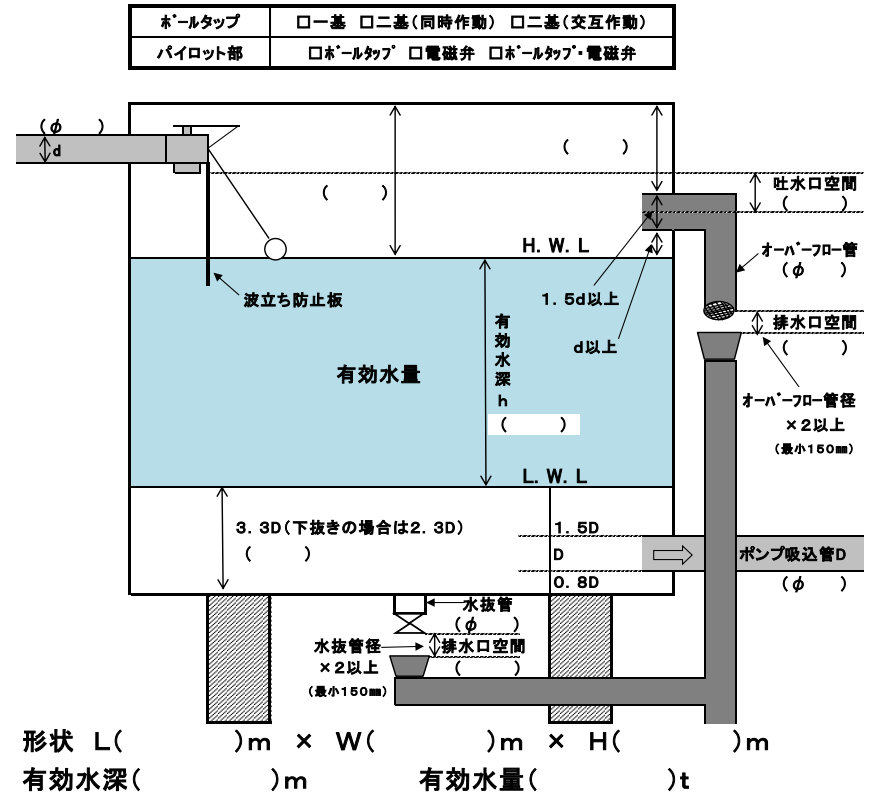 ﾎﾞｰﾙタップ　□一基　□二基(同時作動)　□二基(交互作動)
パイロット部　□ﾎﾞｰﾙﾀｯﾌﾟ　□電磁弁　□ﾎﾞｰﾙﾀｯﾌﾟ・電磁弁
(φ　　)
d
(　　　)
(　　　)
吐水口空間
(　　　)
H.W.L
ｵｰﾊﾞｰﾌﾛｰ管
(φ　　)
波立ち防止板
1.5d以上
排水口空間
(　　　)
d以上
有効水深h
(　　　)
有効水量
ｵｰﾊﾞｰﾌﾛｰ管径
×2以上
(最小150㎜)
L.W.L
3.3D(下抜きの場合は2.3D)
(　　　)
1.5D
D
0.8D
ポンプ吸込管D
(φ　　)
水抜管
(φ　　)
水抜管径
×2以上
(最小150㎜)
排水口空間
(　　　)
形状　L(　　　　)m　×　W(　　　　)m　×　H(　　　　)m
有効水深(　　　　　)m　　　　有効水量(　　　　　)t